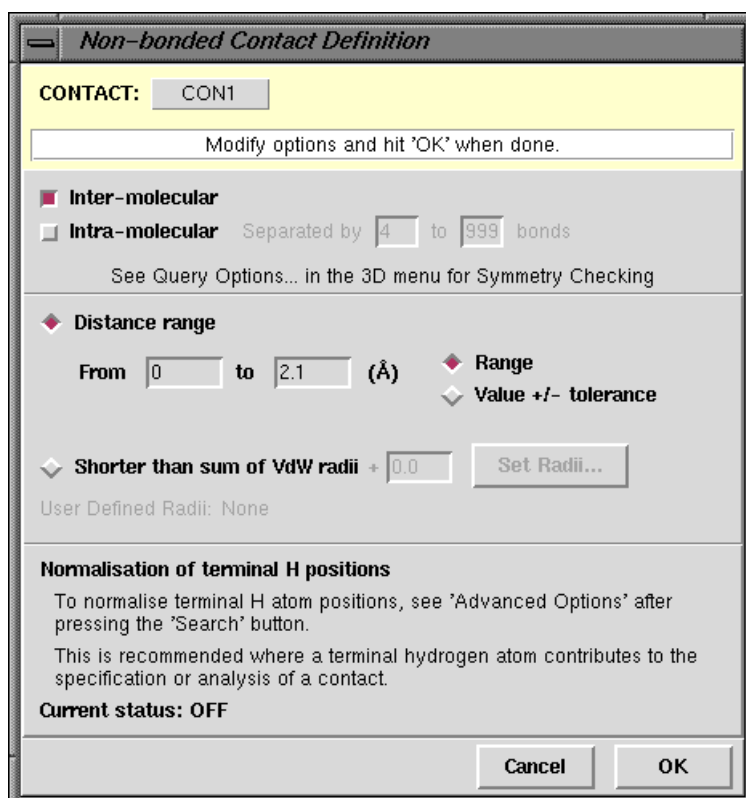 Non-bonded Contact Definition
CONTACT: CON1
Modify options and hit 'OK' when done.
Inter-molecular
Intra-molecular Separated by 4 to 999 bonds
See Query Options... in the 3D menu for Symmetry Checking
Distance range
From 0 to 2.1 (Å)
Range
Value +/- tolerance
Shorter than sum of VdW radii + 0.0 Set Radii...
User Defined Radii: None
Normalisation of terminal H positions
To normalise terminal H atom positions, see 'Advanced Options' after
pressing the 'Search' button.
This is recommended where a terminal hydrogen atom contributes to the
specification or analysis of a contact.
Current status: OFF
Cancel OK